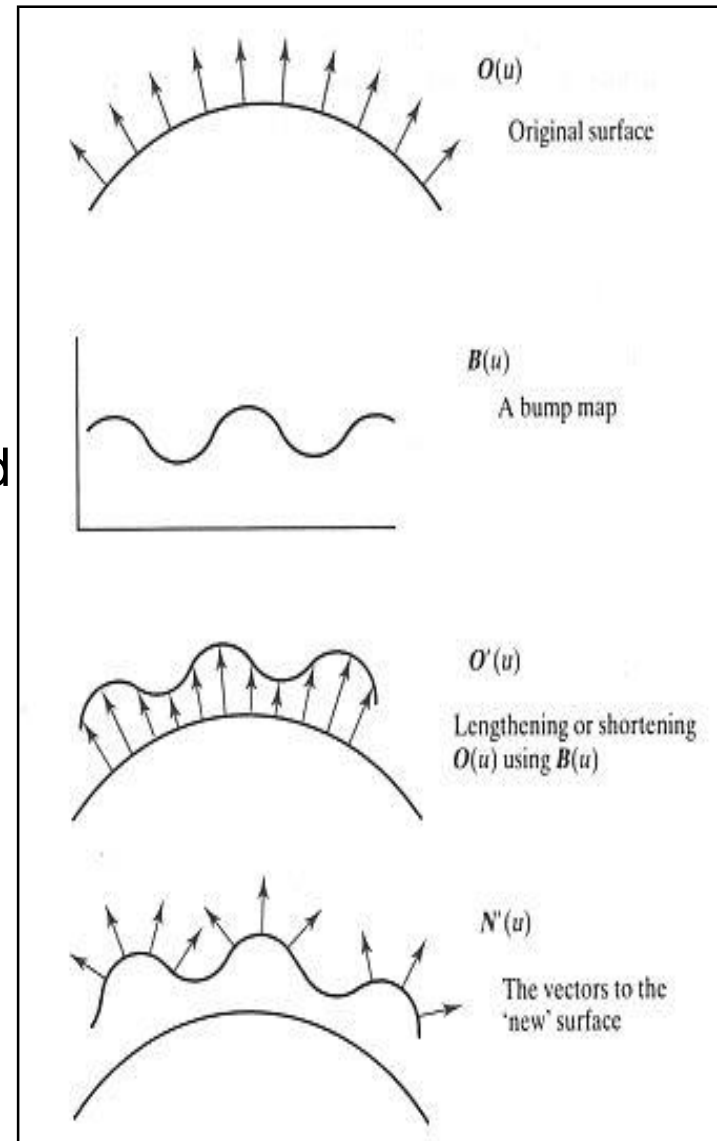 O(u)
Original surface
B(u)
A bump map
d
O'(u)
Lengthening or shortening
O(u) using B(u)
N'(u)
The vectors to the
'new' surface